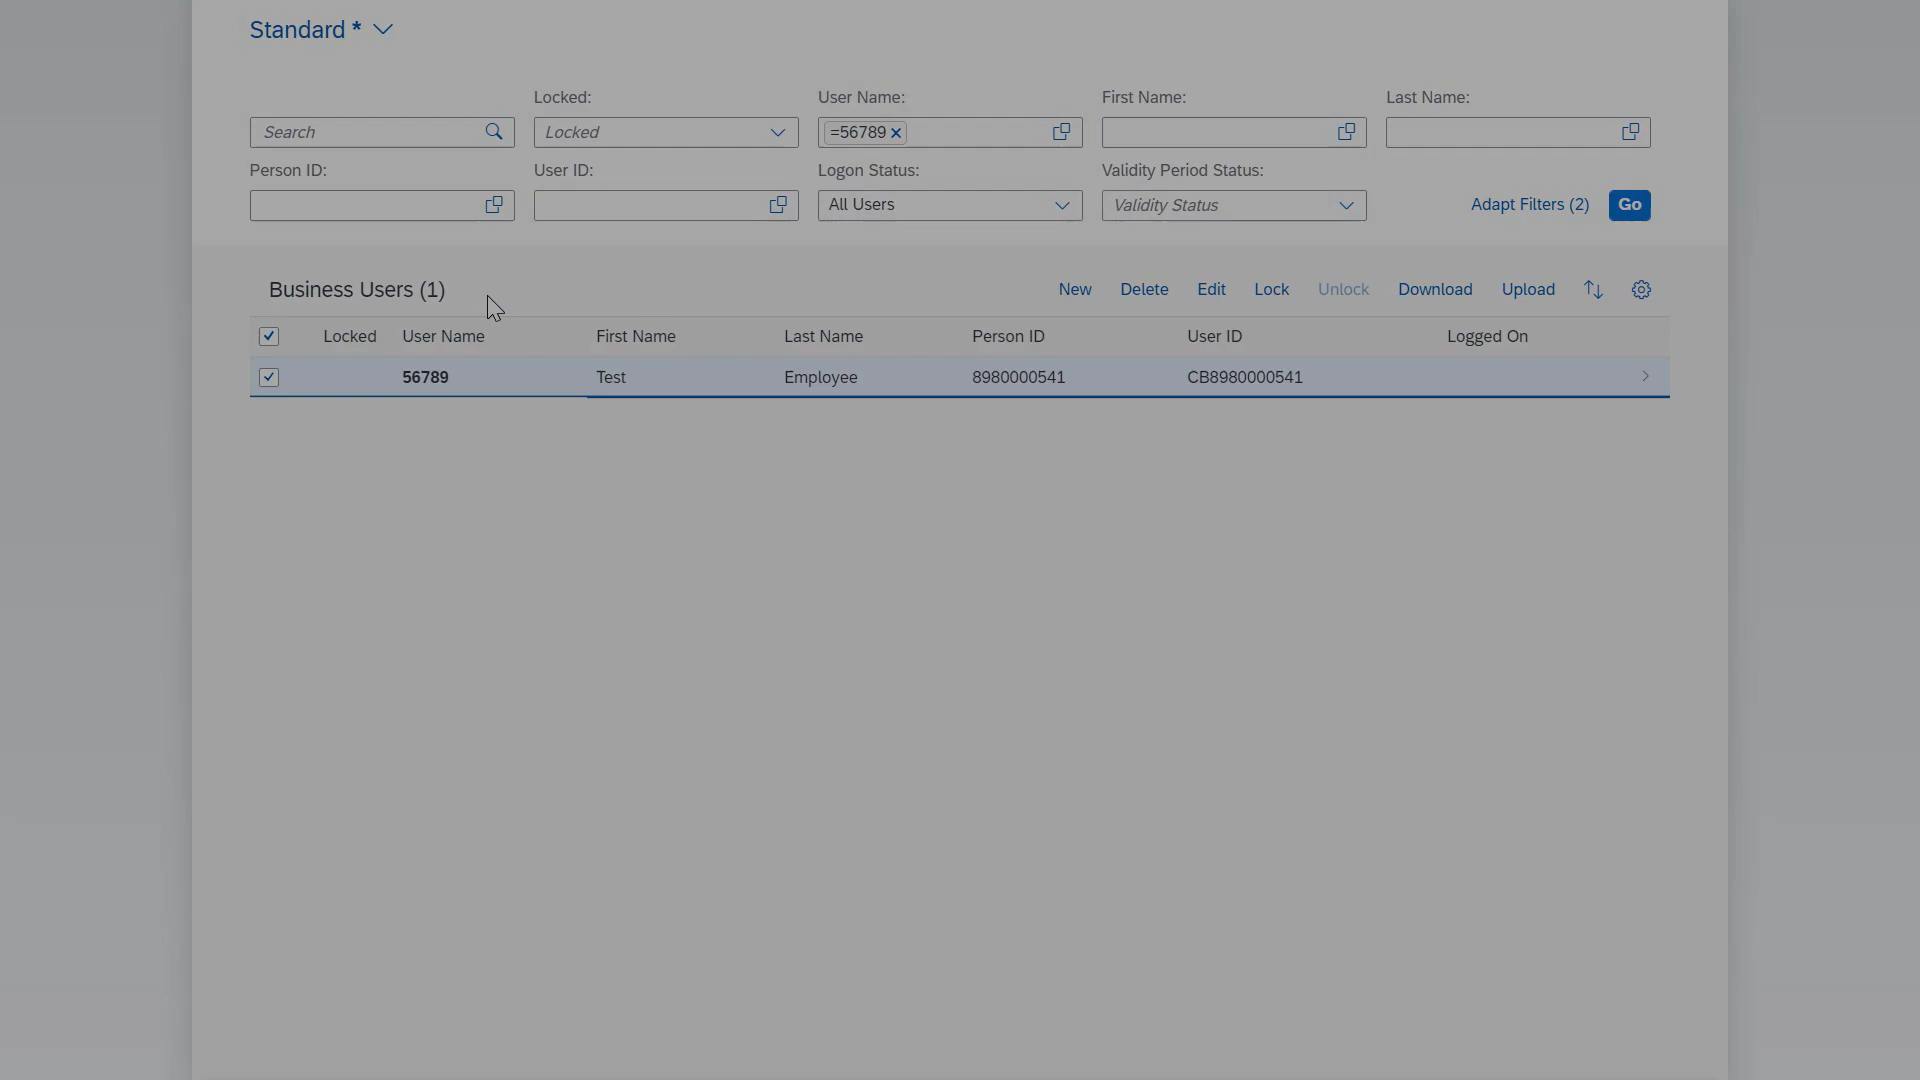 Standard *
Locked: User Name: First Name: Last Name:
Search Locked =56789
Person ID: User ID: Logon Status: Validity Period Status:
All Users Validity Status Adapt Filters (2) Go
Business Users (1) New Delete Edit Lock Unlock Download Upload
Locked User Name First Name Last Name Person ID User ID Logged On
56789 Test Employee 8980000541 CB8980000541